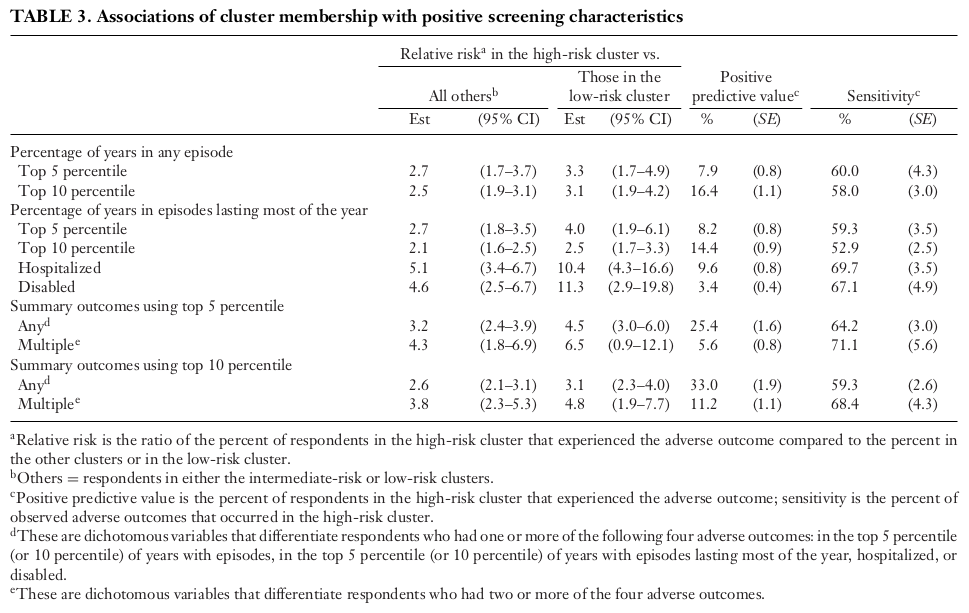 TABLE 3. Associations of cluster membership with positive screening characteristics
Relative riskᵃ in the high-risk cluster vs.
All othersᵇ Those in the low-risk cluster Positive predictive valueᶜ Sensitivityᶜ
Est (95% CI) Est (95% CI) % (SE) % (SE)
Percentage of years in any episode
Top 5 percentile 2.7 (1.7–3.7) 3.3 (1.7–4.9) 7.9 (0.8) 60.0 (4.3)
Top 10 percentile 2.5 (1.9–3.1) 3.1 (1.9–4.2) 16.4 (1.1) 58.0 (3.0)
Percentage of years in episodes lasting most of the year
Top 5 percentile 2.7 (1.8–3.5) 4.0 (1.9–6.1) 8.2 (0.8) 59.3 (3.5)
Top 10 percentile 2.1 (1.6–2.5) 2.5 (1.7–3.3) 14.4 (0.9) 52.9 (2.5)
Hospitalized 5.1 (3.4–6.7) 10.4 (4.3–16.6) 9.6 (0.8) 69.7 (3.5)
Disabled 4.6 (2.5–6.7) 11.3 (2.9–19.8) 3.4 (0.4) 67.1 (4.9)
Summary outcomes using top 5 percentile
Anyᵈ 3.2 (2.4–3.9) 4.5 (3.0–6.0) 25.4 (1.6) 64.2 (3.0)
Multipleᵉ 4.3 (1.8–6.9) 6.5 (0.9–12.1) 5.6 (0.8) 71.1 (5.6)
Summary outcomes using top 10 percentile
Anyᵈ 2.6 (2.1–3.1) 3.1 (2.3–4.0) 33.0 (1.9) 59.3 (2.6)
Multipleᵉ 3.8 (2.3–5.3) 4.8 (1.9–7.7) 11.2 (1.1) 68.4 (4.3)
ᵃRelative risk is the ratio of the percent of respondents in the high-risk cluster that experienced the adverse outcome compared to the percent in
the other clusters or in the low-risk cluster.
ᵇOthers = respondents in either the intermediate-risk or low-risk clusters.
ᶜPositive predictive value is the percent of respondents in the high-risk cluster that experienced the adverse outcome; sensitivity is the percent of
observed adverse outcomes that occurred in the high-risk cluster.
ᵈThese are dichotomous variables that differentiate respondents who had one or more of the following four adverse outcomes: in the top 5 percentile
(or 10 percentile) of years with episodes, in the top 5 percentile (or 10 percentile) of years with episodes lasting most of the year, hospitalized, or
disabled.
ᵉThese are dichotomous variables that differentiate respondents who had two or more of the four adverse outcomes.